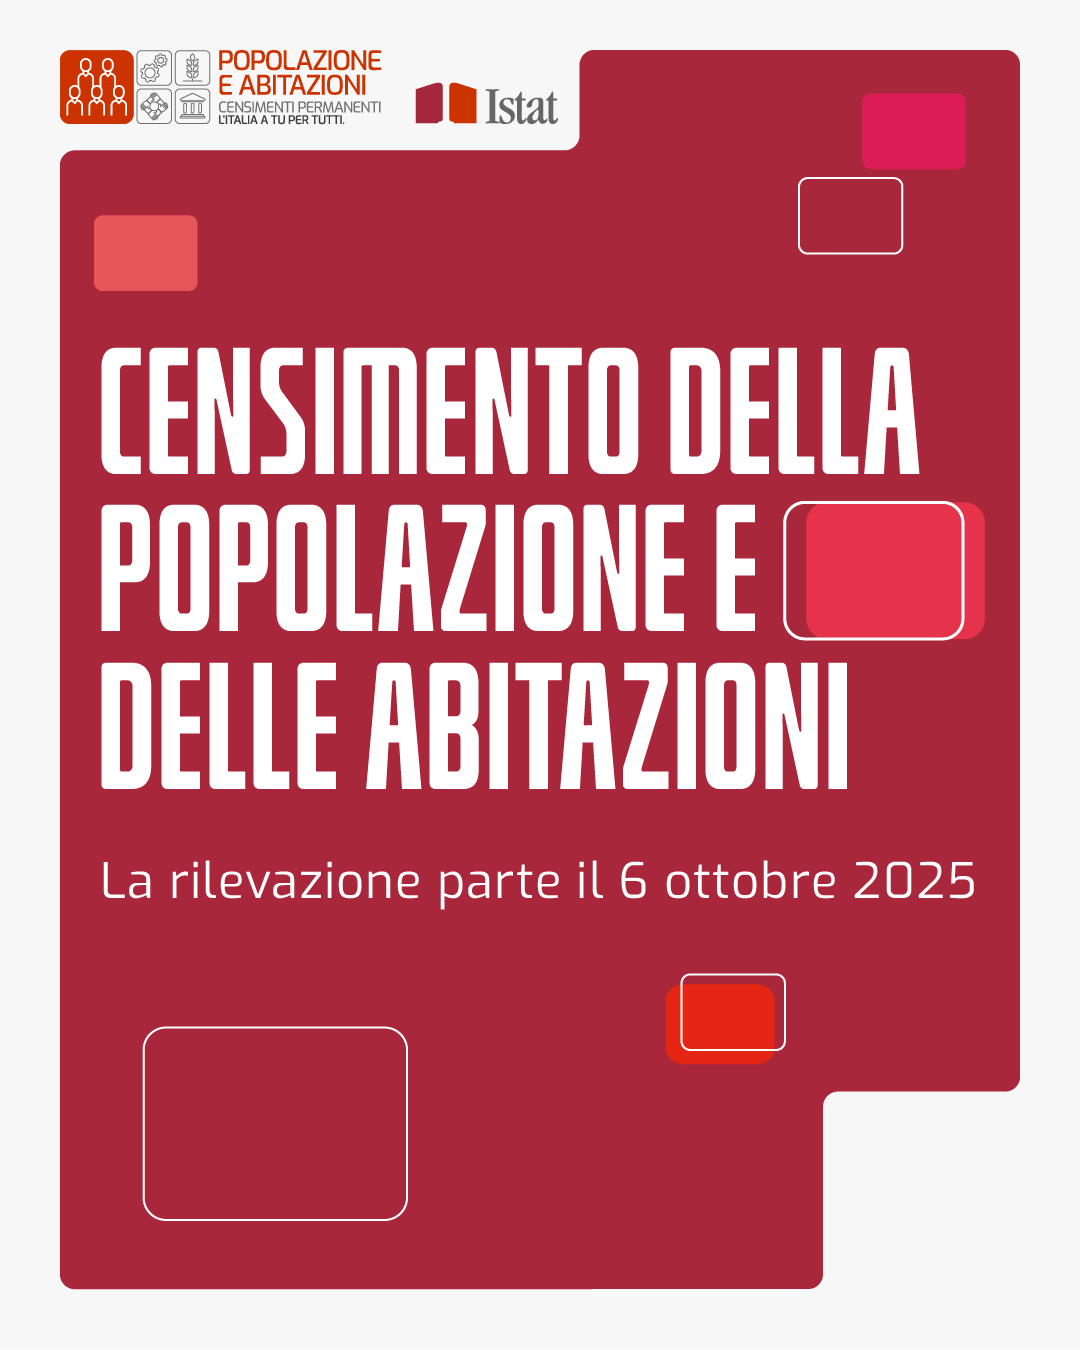 POPOLAZIONE
E ABITAZIONI
CENSIMENTI PERMANENTI
L'ITALIA A TU PER TUTTI.
Istat
CENSIMENTO DELLA
POPOLAZIONE E
DELLE ABITAZIONI
La rilevazione parte il 6 ottobre 2025